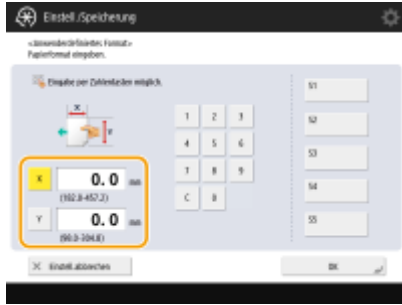 Einstell./Speicherung
<Anwenderdefiniertes Format>
Papierformat eingeben.
Eingabe per Zahlentasten möglich.
X
Y
1 2 3
4 5 6
7 8 9
C 0
X 0.0 mm
(182.0-457.2)
Y 0.0 mm
(98.0-304.8)
S1
S2
S3
S4
S5
Einstell. abbrechen
OK